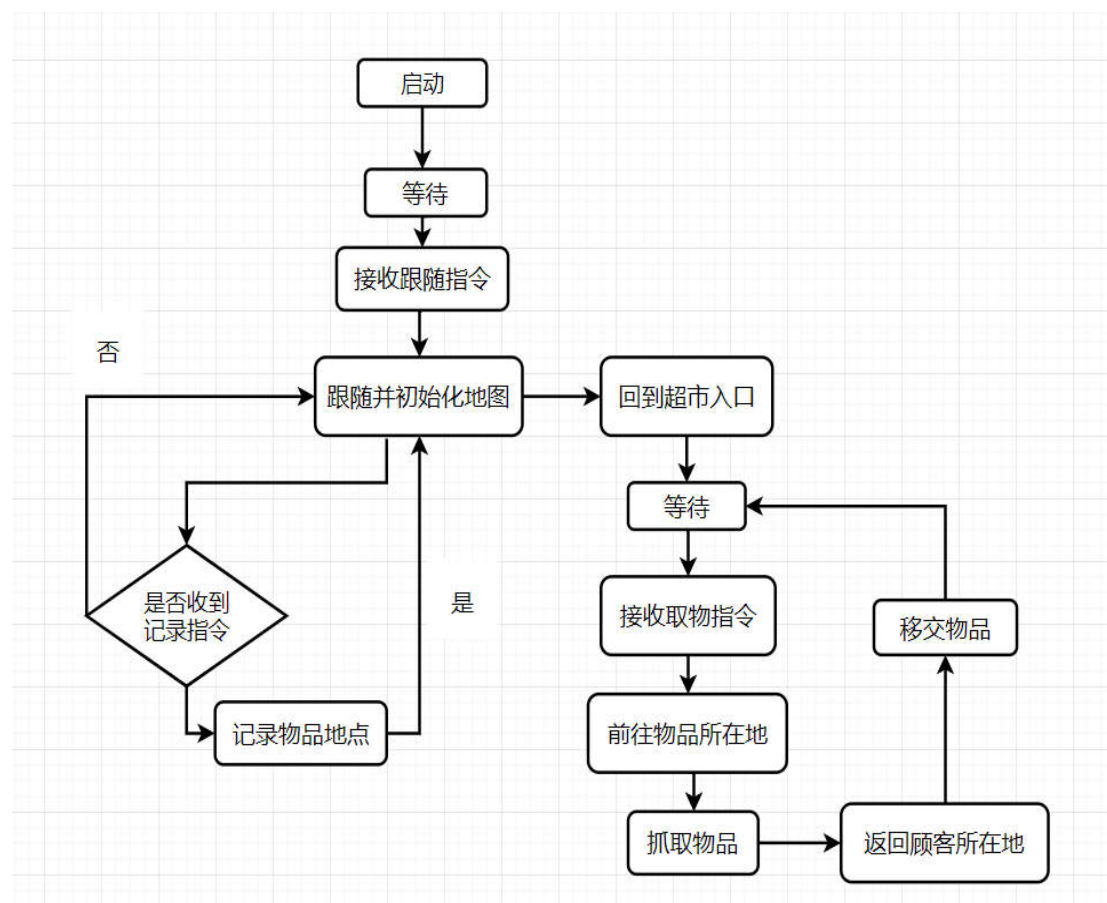 启动
等待
接收跟随指令
否
跟随并初始化地图
回到超市入口
等待
是否收到
记录指令
是
接收取物指令
移交物品
记录物品地点
前往物品所在地
抓取物品
返回顾客所在地